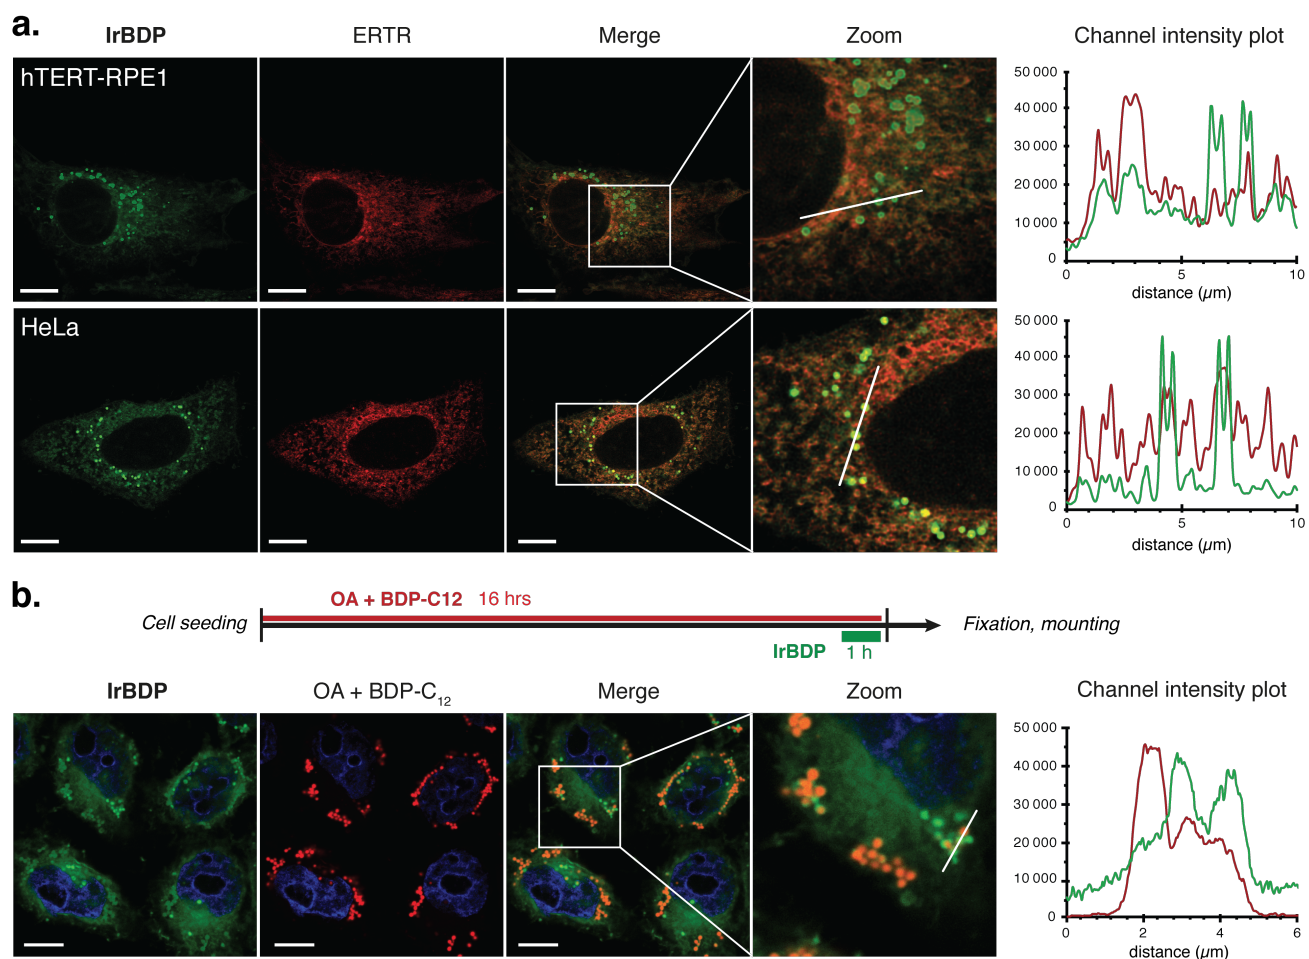 a.
IrBDP ERTR Merge Zoom Channel intensity plot
hTERT-RPE1
50 000
40 000
30 000
20 000
10 000
0
0 5 10
distance (µm)
HeLa
50 000
40 000
30 000
20 000
10 000
0
0 5 10
distance (µm)
b.
OA + BDP-C12 16 hrs
Cell seeding Fixation, mounting
IrBDP 1 h
IrBDP OA + BDP-C₁₂ Merge Zoom Channel intensity plot
50 000
40 000
30 000
20 000
10 000
0
0 2 4 6
distance (µm)